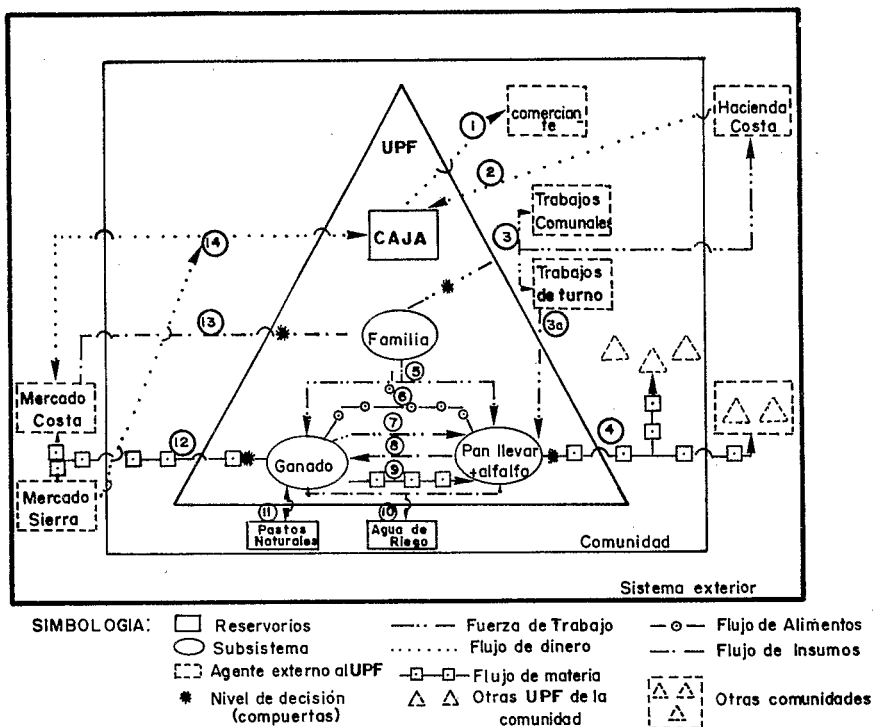 1
comercian-
te
Hacienda
Costa
UPF
2
Trabajos
Comunales
CAJA
3
14
Trabajos
de turno
3a
13
Familia
5
6
Mercado
Costa
7
4
12
8
Ganado
Pan llevar
+alfalfa
9
Mercado
Sierra
11
10
Pastos
Naturales
Agua de
Riego
Comunidad
Sistema exterior
SIMBOLOGIA:
Reservorios
Fuerza de Trabajo
Flujo de Alimentos
Subsistema
Flujo de dinero
Flujo de Insumos
Agente externo al UPF
Flujo de materia
Nivel de decisión
(compuertas)
Otras UPF de la
comunidad
Otras comunidades